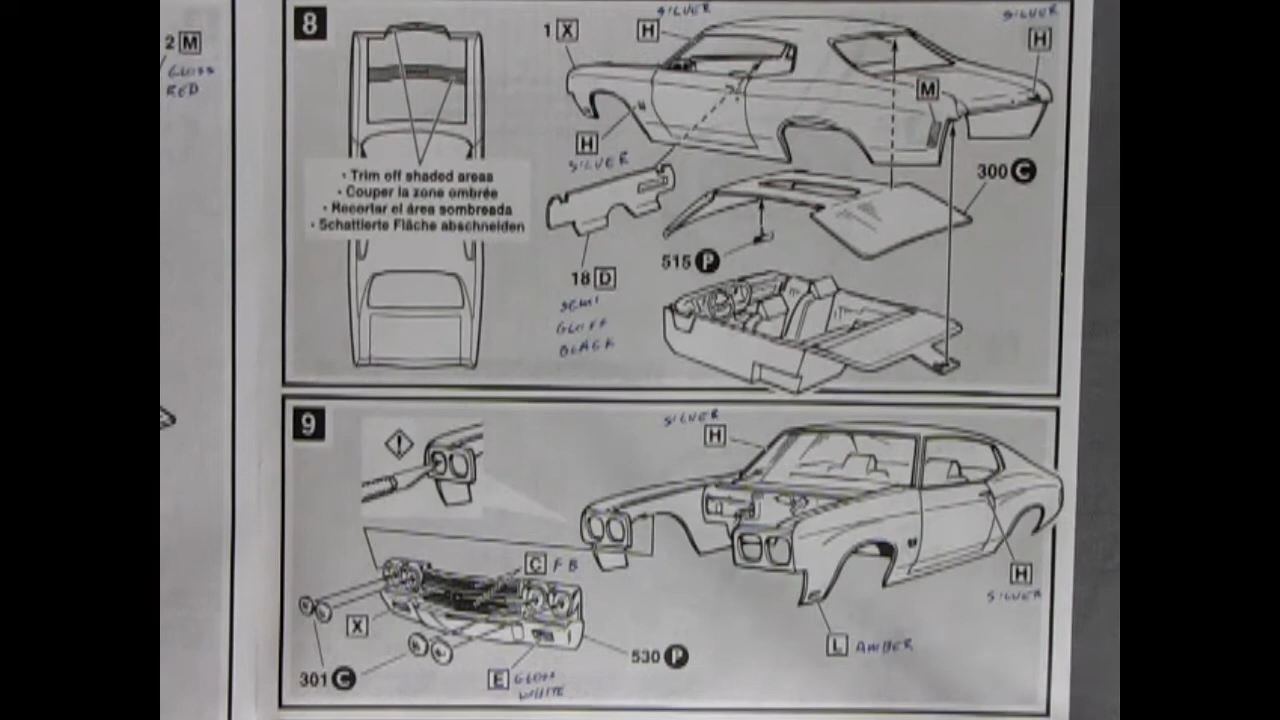 2 M
GLOSS
RED
8
SILVER
H
1 X
SILVER
H
M
H
SILVER
300 C
• Trim off shaded areas
• Couper la zone ombrée
• Recortar el área sombreada
• Schattierte Fläche abschneiden
515 P
18 D
SEMI
GLOSS
BLACK
9
SILVER
H
!
C FB
X
301 C
E GLOSS
WHITE
530 P
H
SILVER
L AMBER